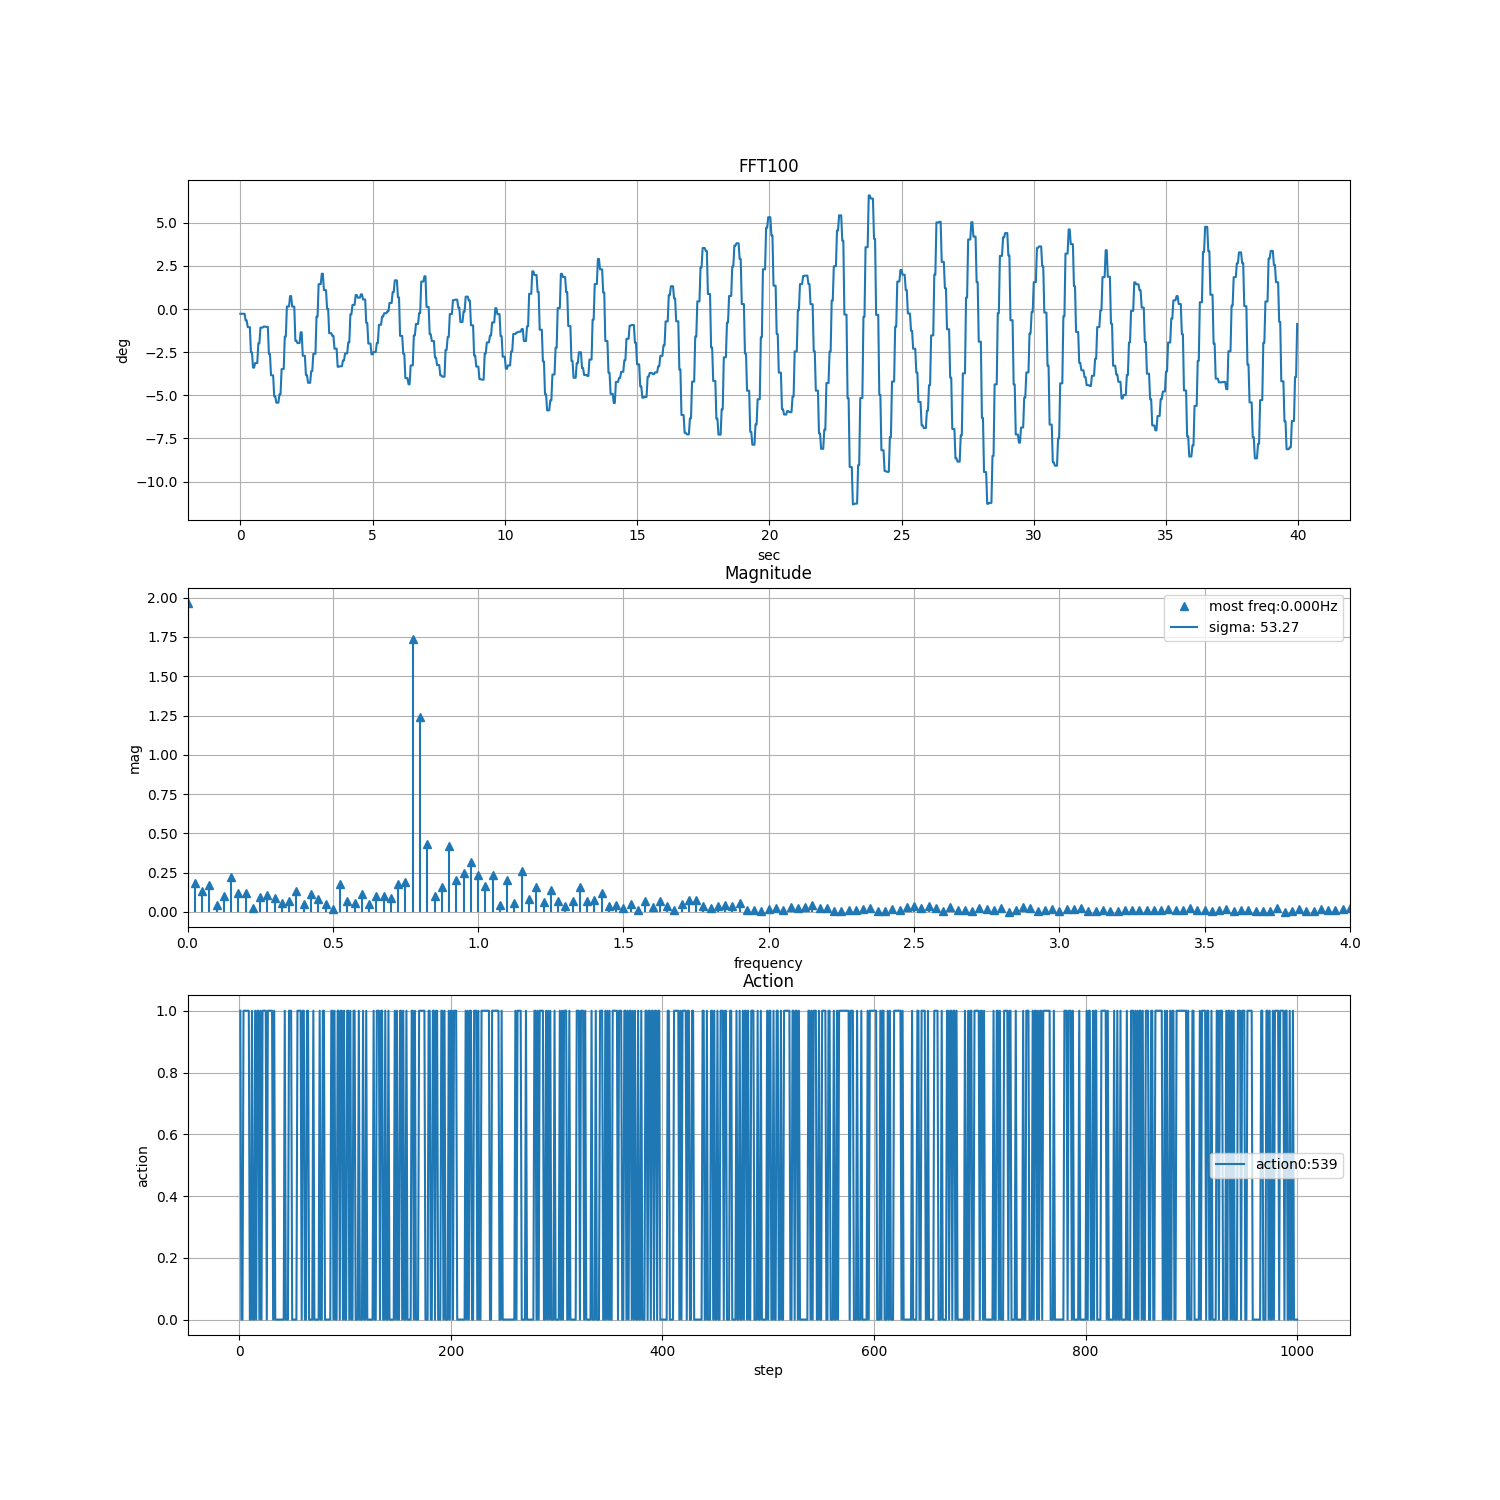 FFT100
5.0
2.5
0.0
−2.5
−5.0
−7.5
−10.0
deg
0 5 10 15 20 25 30 35 40
sec
Magnitude
2.00
1.75
1.50
1.25
1.00
0.75
0.50
0.25
0.00
mag
most freq:0.000Hz
sigma: 53.27
0.0 0.5 1.0 1.5 2.0 2.5 3.0 3.5 4.0
frequency
Action
1.0
0.8
0.6
0.4
0.2
0.0
action
action0:539
0 200 400 600 800 1000
step